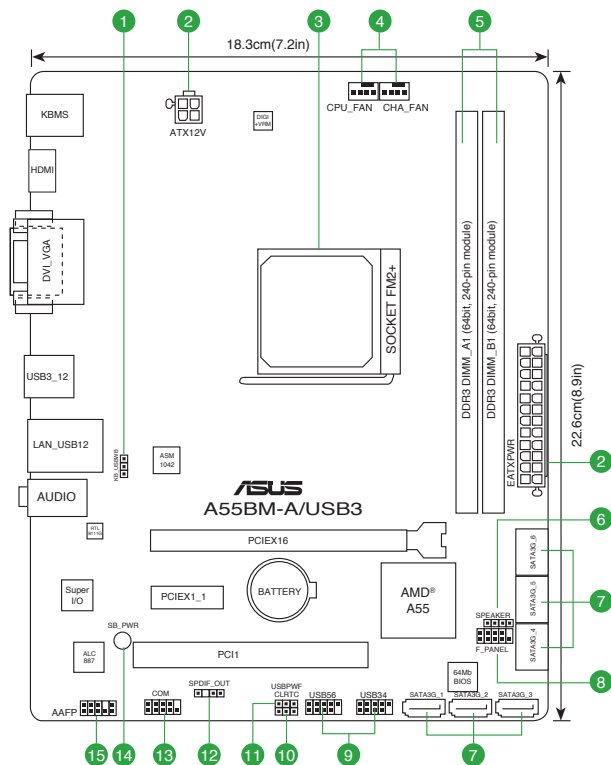 1
2
3
4
5
18.3cm(7.2in)
KBMS
ATX12V
DIGI
+VRM
CPU_FAN
CHA_FAN
HDMI
DVI_VGA
SOCKET FM2+
DDR3 DIMM_A1 (64bit, 240-pin module)
DDR3 DIMM_B1 (64bit, 240-pin module)
22.6cm(8.9in)
USB3_12
EATXPWR
LAN_USB12
ASM
1042
2
AUDIO
ASUS
A55BM-A/USB3
6
RTL
PCIEX16
SATA3G_6
Super
I/O
PCIEX1_1
BATTERY
AMD®
A55
SATA3G_5
7
SPEAKER
SB_PWR
F_PANEL
SATA3G_4
ALC
887
PCI1
64Mb
BIOS
8
AAFP
COM
SPDIF_OUT
USBPWF
CLRTC
USB56
USB34
SATA3G_1
SATA3G_2
SATA3G_3
15
14
13
12
11
10
9
7